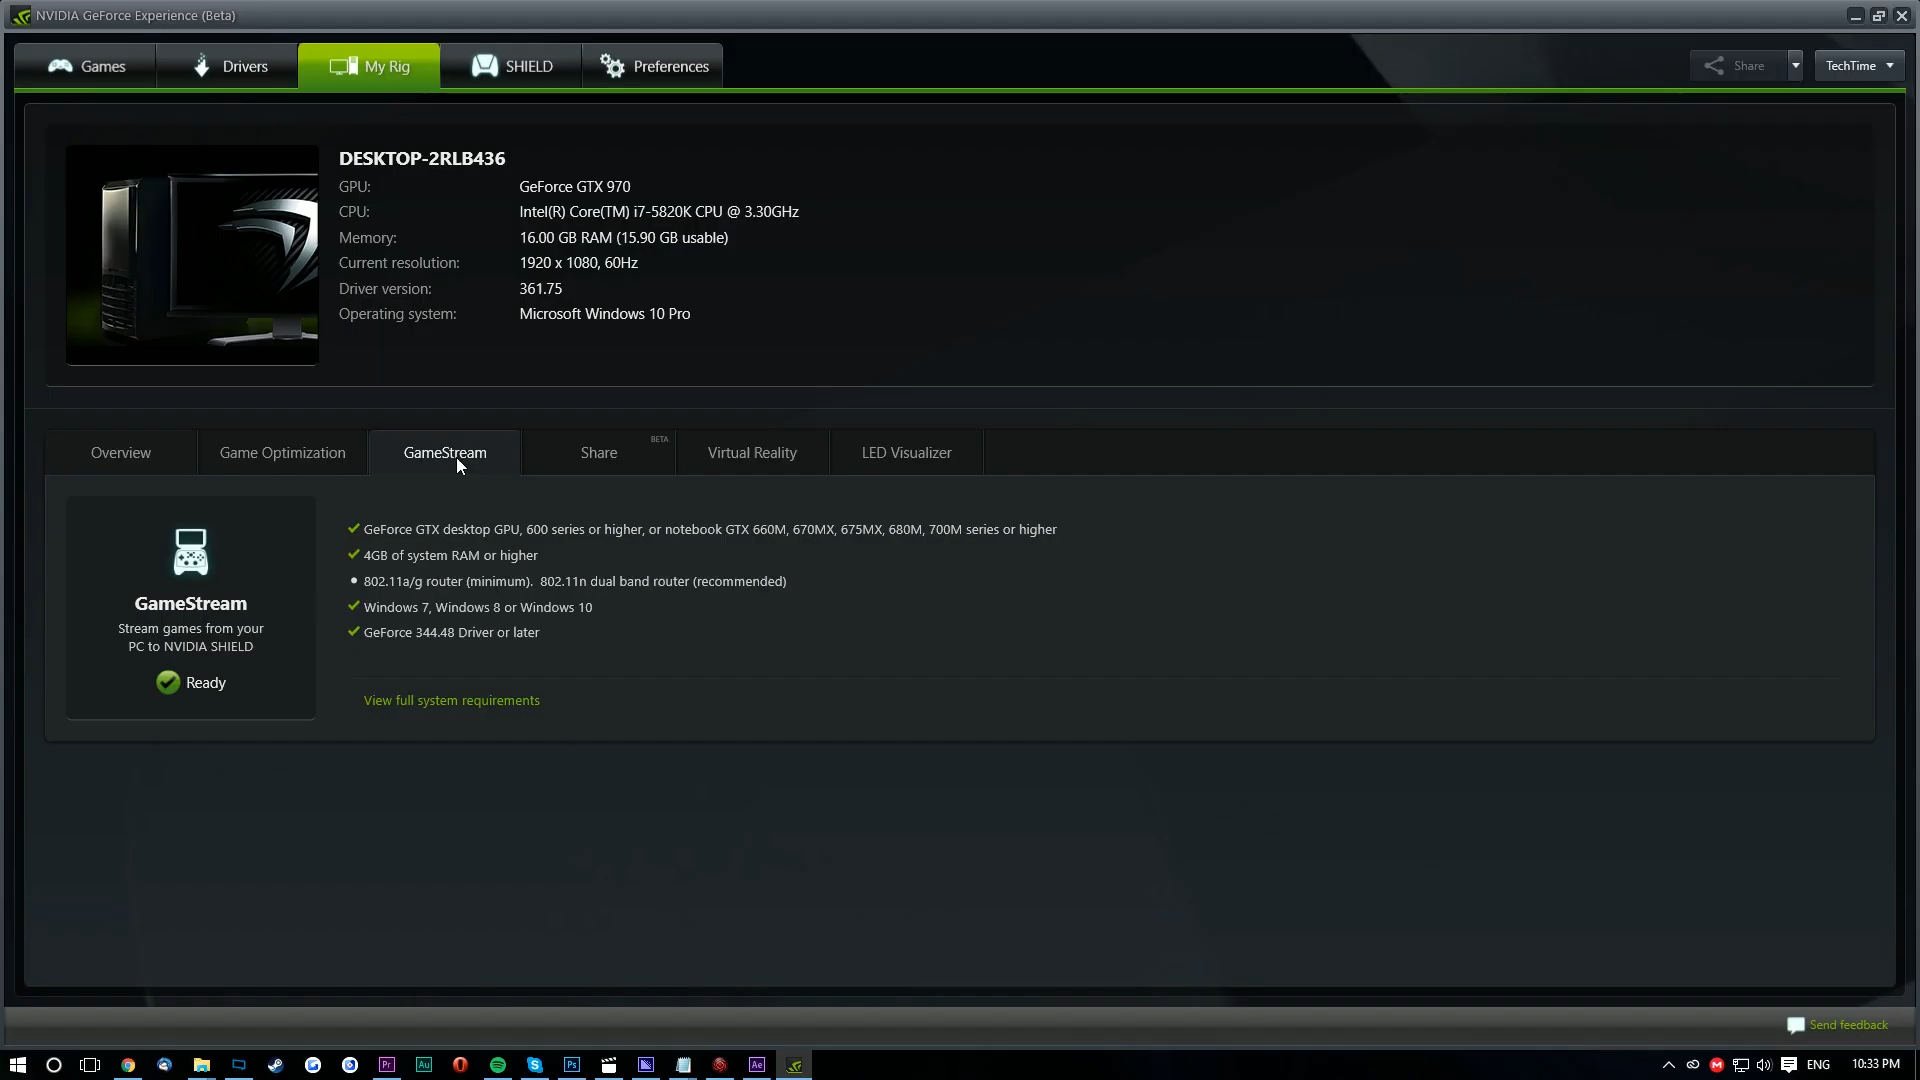 NVIDIA GeForce Experience (Beta)
Games
Drivers
My Rig
SHIELD
Preferences
Share
TechTime
DESKTOP-2RLB436
GPU: GeForce GTX 970
CPU: Intel(R) Core(TM) i7-5820K CPU @ 3.30GHz
Memory: 16.00 GB RAM (15.90 GB usable)
Current resolution: 1920 x 1080, 60Hz
Driver version: 361.75
Operating system: Microsoft Windows 10 Pro
Overview
Game Optimization
GameStream
Share
BETA
Virtual Reality
LED Visualizer
GameStream
Stream games from your
PC to NVIDIA SHIELD
Ready
GeForce GTX desktop GPU, 600 series or higher, or notebook GTX 660M, 670MX, 675MX, 680M, 700M series or higher
4GB of system RAM or higher
802.11a/g router (minimum). 802.11n dual band router (recommended)
Windows 7, Windows 8 or Windows 10
GeForce 344.48 Driver or later
View full system requirements
Send feedback
Pr
Au
Ps
Ae
ENG
10:33 PM